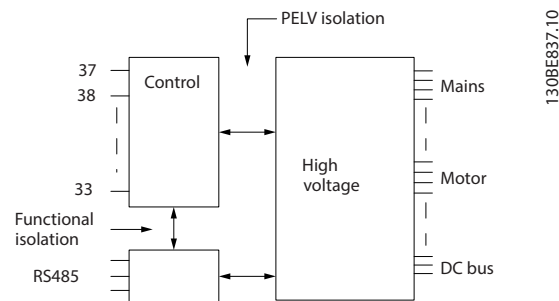 PELV isolation
130BE837.10
37
Control
38
Mains
High
voltage
Motor
33
Functional
isolation
RS485
DC bus